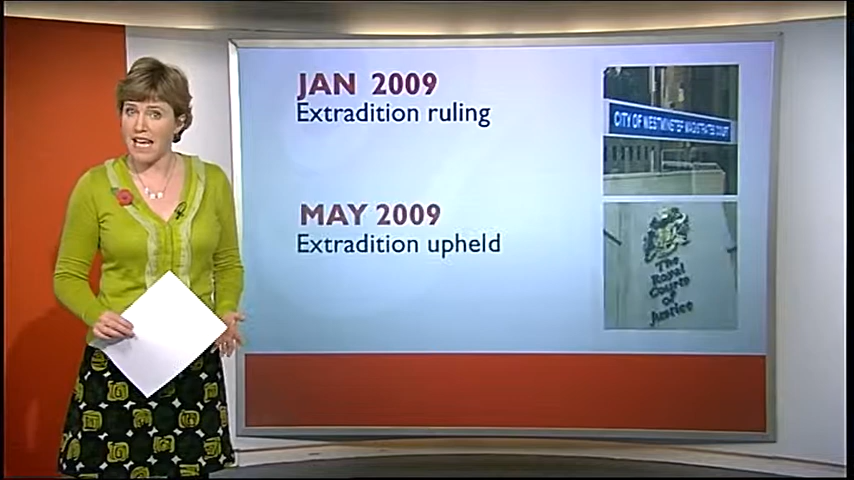 JAN 2009
Extradition ruling
CITY OF WESTMINSTER MAGISTRATES COURT
MAY 2009
Extradition upheld
The
Royal
Courts
of
Justice